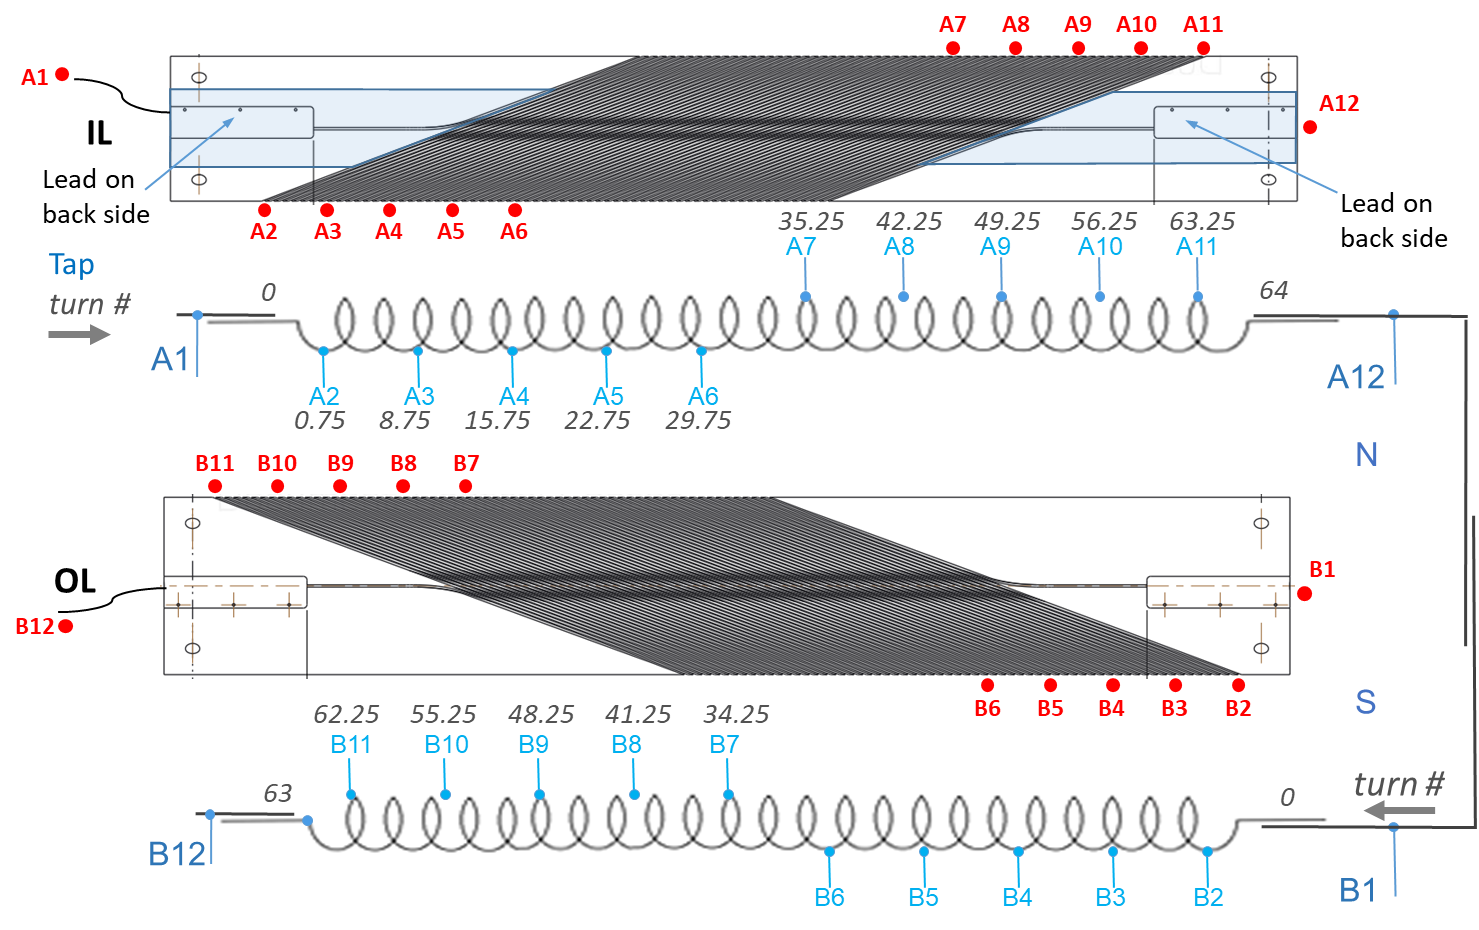 A7 A8 A9 A10 A11
A1
A12
IL
Lead on
back side
Lead on
back side
A2 A3 A4 A5 A6
35.25 42.25 49.25 56.25 63.25
A7 A8 A9 A10 A11
Tap
turn #
0
64
A1
A12
A2 A3 A4 A5 A6
0.75 8.75 15.75 22.75 29.75
N
B11 B10 B9 B8 B7
OL
B1
B12
B6 B5 B4 B3 B2
S
62.25 55.25 48.25 41.25 34.25
B11 B10 B9 B8 B7
turn #
63
0
B12
B6 B5 B4 B3 B2
B1